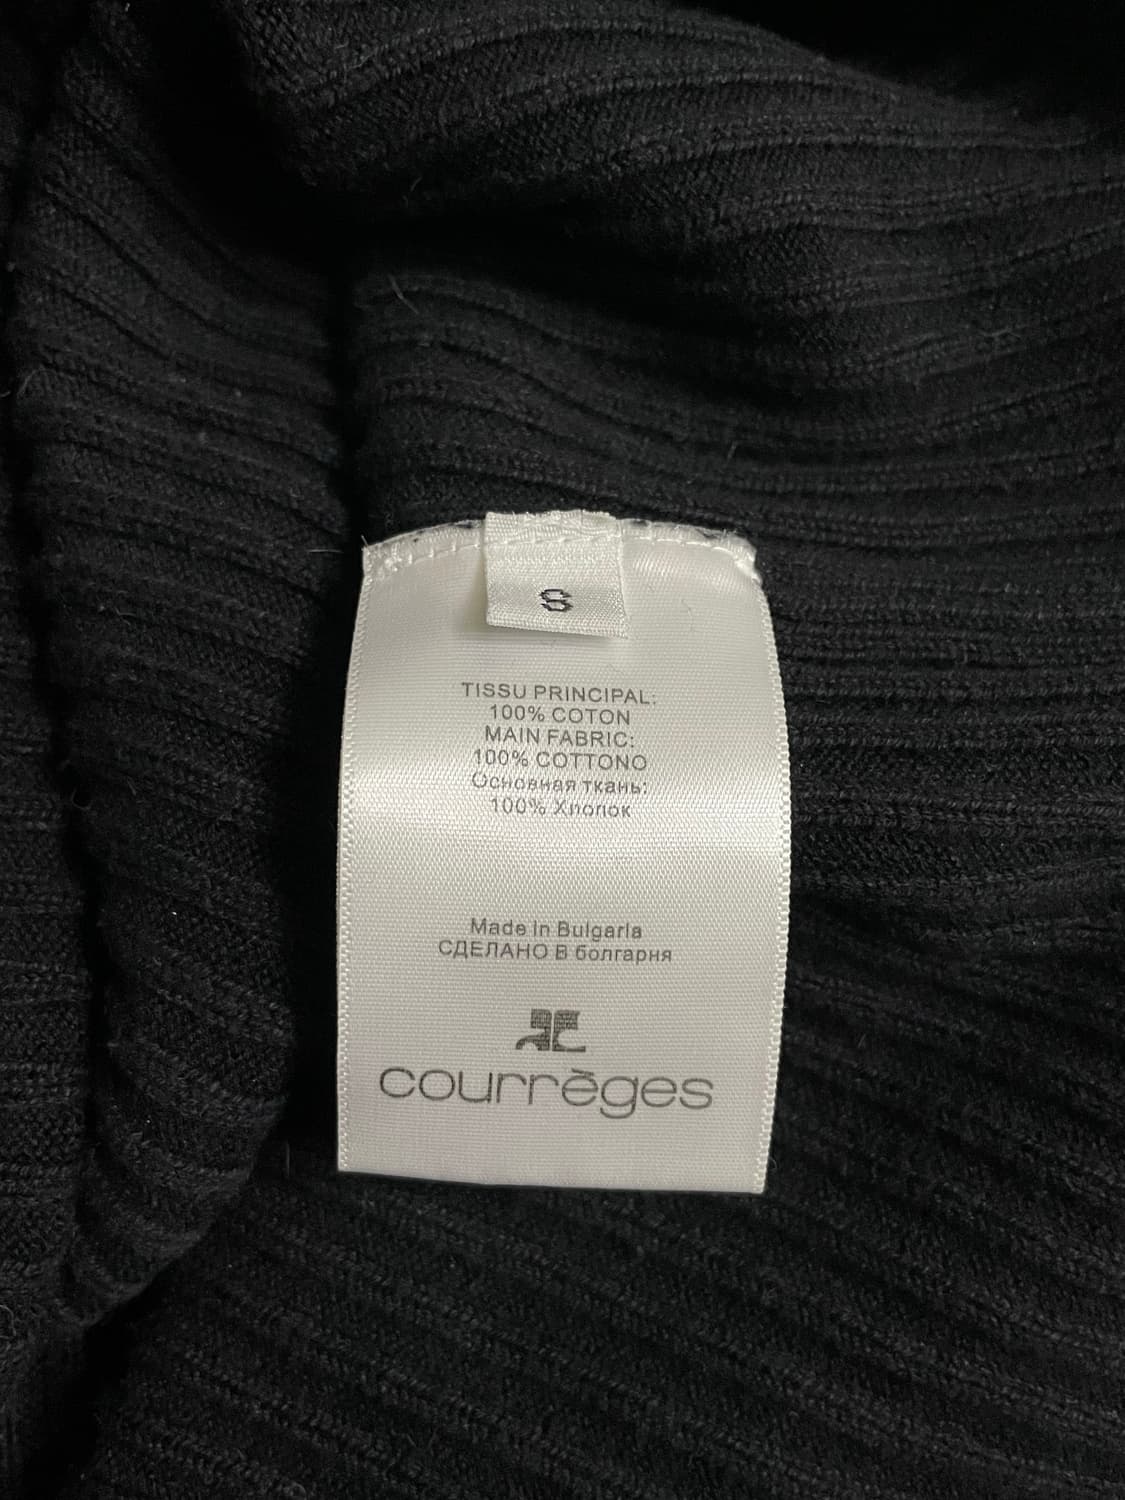 S
TISSU PRINCIPAL:
100% COTON
MAIN FABRIC:
100% COTTONO
Основная ткань:
100% Хлопок
Made in Bulgaria
СДЕЛАНО В болгарня
courrèges